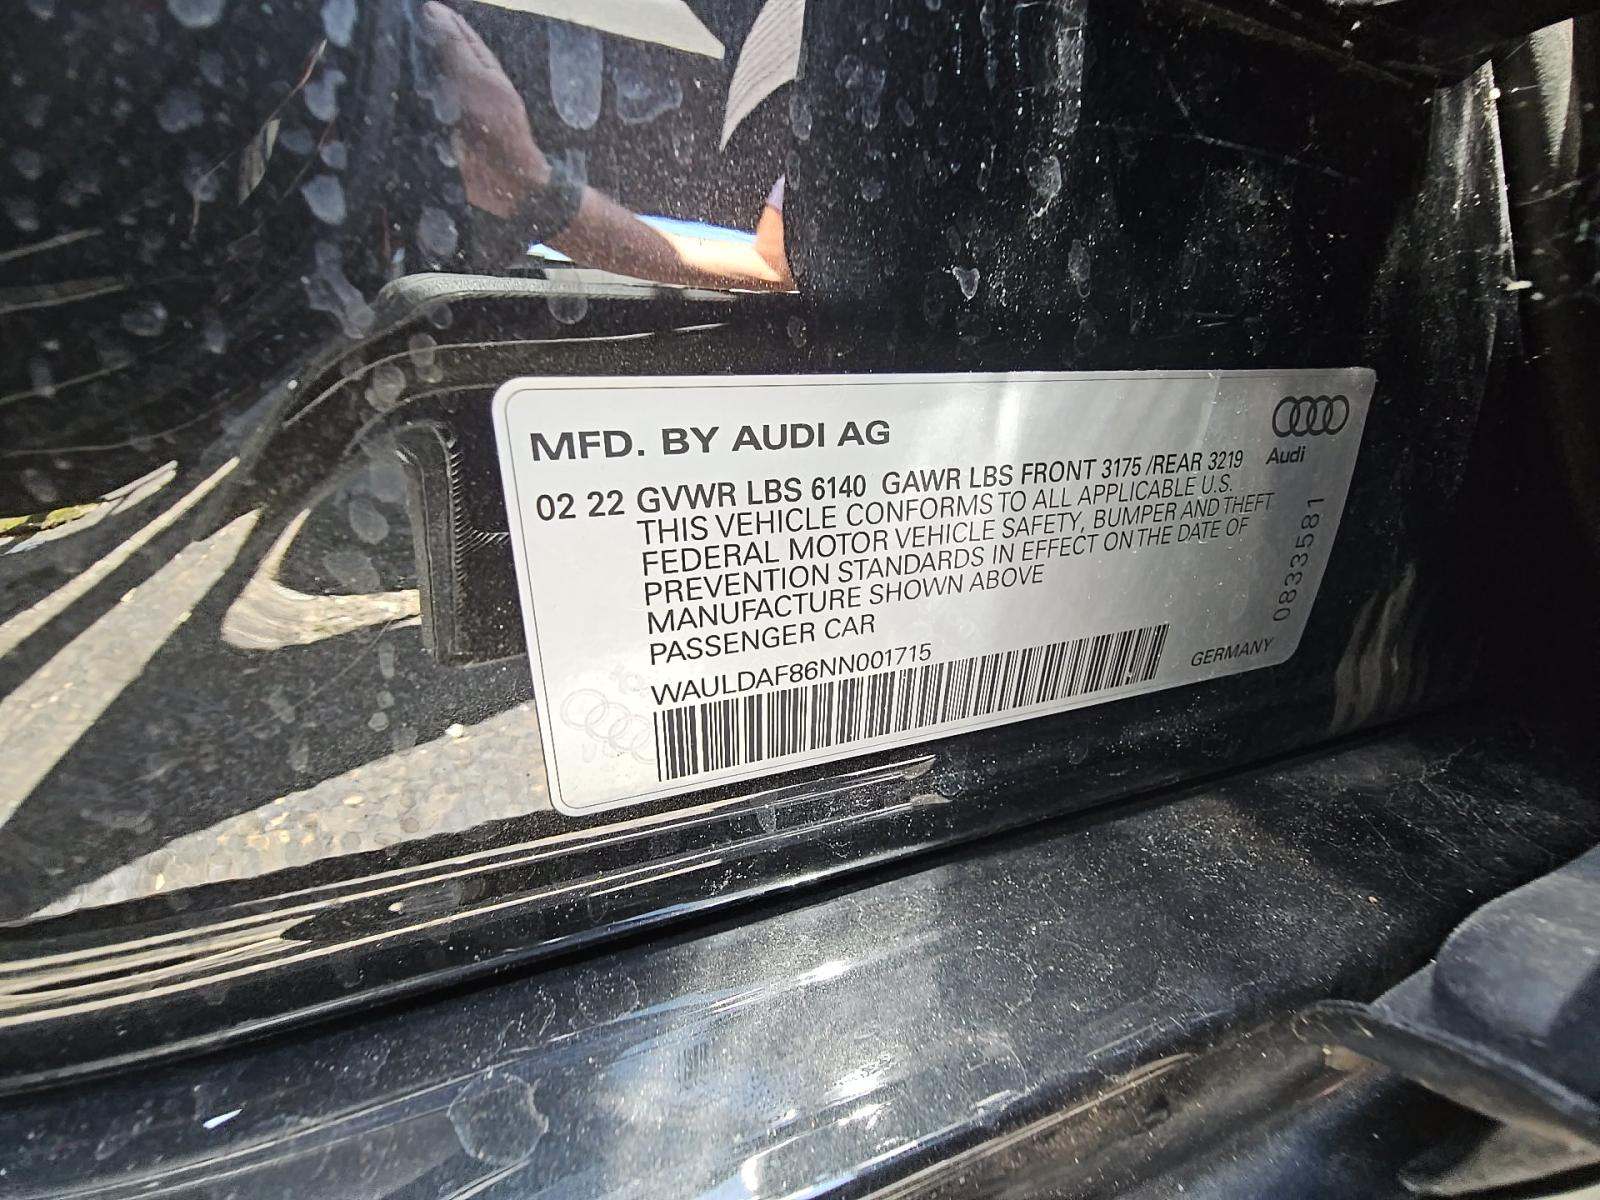 MFD. BY AUDI AG
Audi
02 22 GVWR LBS 6140 GAWR LBS FRONT 3175 /REAR 3219
THIS VEHICLE CONFORMS TO ALL APPLICABLE U.S.
FEDERAL MOTOR VEHICLE SAFETY, BUMPER AND THEFT
PREVENTION STANDARDS IN EFFECT ON THE DATE OF
MANUFACTURE SHOWN ABOVE
PASSENGER CAR
WAULDAF86NN001715
GERMANY
0833581